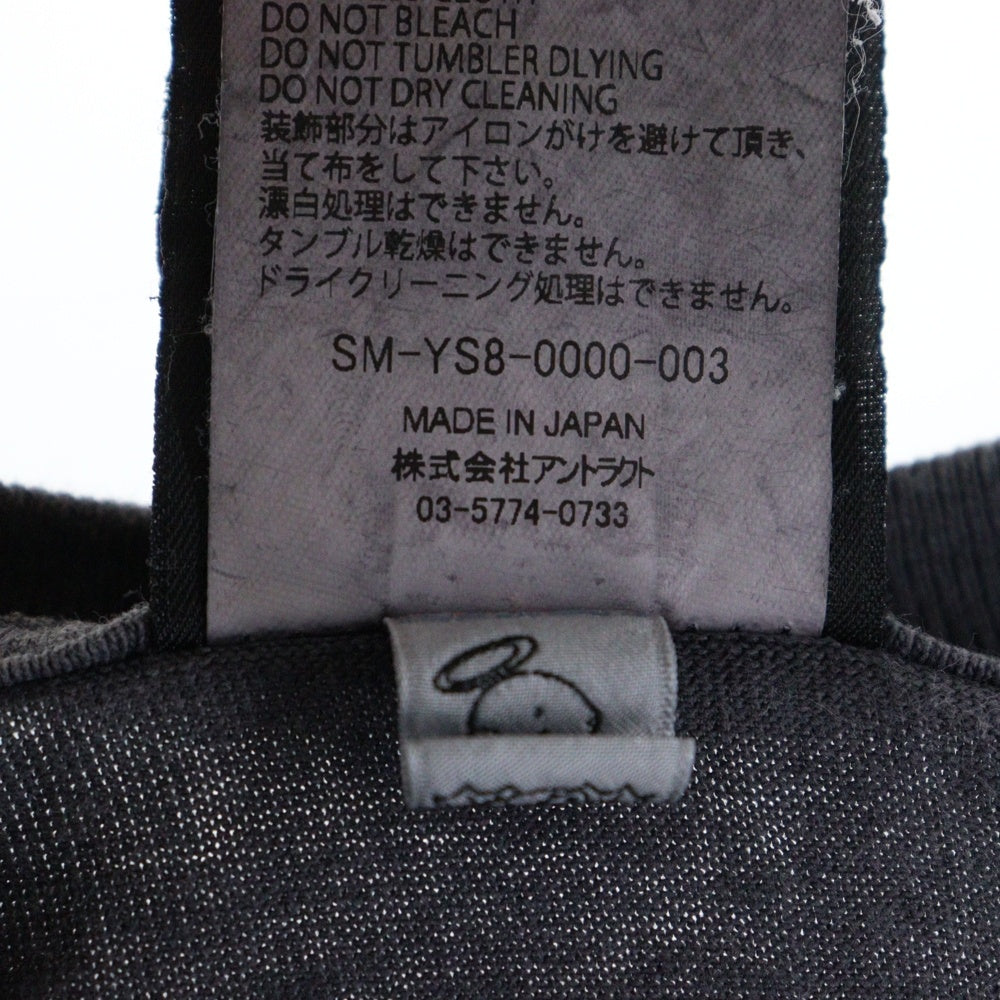 DO NOT BLEACH
DO NOT TUMBLER DLYING
DO NOT DRY CLEANING
装飾部分はアイロンがけを避けて頂き、
当て布をして下さい。
漂白処理はできません。
タンブル乾燥はできません。
ドライクリーニング処理はできません。
SM-YS8-0000-003
MADE IN JAPAN
株式会社アントラクト
03-5774-0733